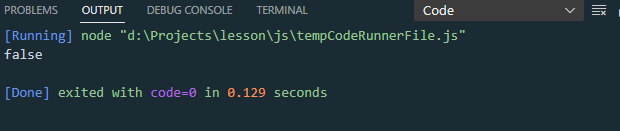 PROBLEMS OUTPUT DEBUG CONSOLE TERMINAL Code
[Running] node "d:\Projects\lesson\js\tempCodeRunnerFile.js"
false
[Done] exited with code=0 in 0.129 seconds